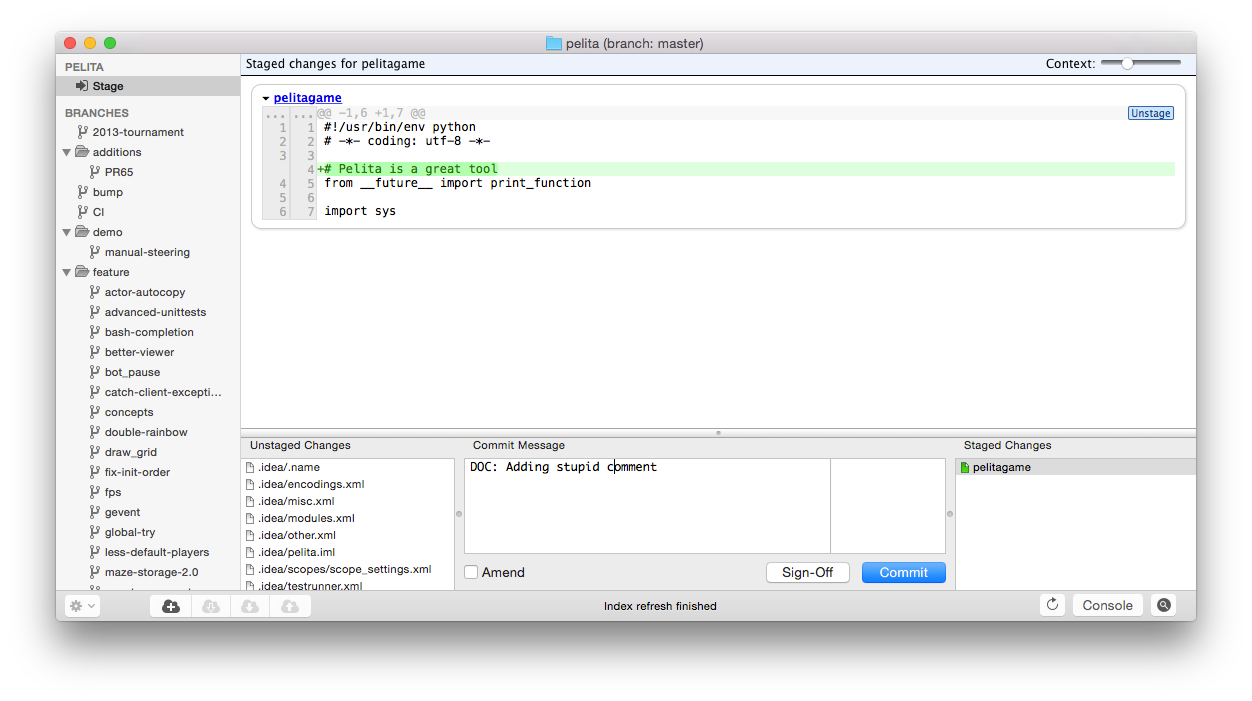 pelita (branch: master)
PELITA
Stage
BRANCHES
2013-tournament
additions
PR65
bump
CI
demo
manual-steering
feature
actor-autocopy
advanced-unittests
bash-completion
better-viewer
bot_pause
catch-client-excepti...
concepts
double-rainbow
draw_grid
fix-init-order
fps
gevent
global-try
less-default-players
maze-storage-2.0
Staged changes for pelitagame
Context:
pelitagame
... ... @@ -1,6 +1,7 @@
Unstage
1 1 #!/usr/bin/env python
2 2 # -*- coding: utf-8 -*-
3 3
4 +# Pelita is a great tool
4 5 from __future__ import print_function
5 6
6 7 import sys
Unstaged Changes
.idea/.name
.idea/encodings.xml
.idea/misc.xml
.idea/modules.xml
.idea/other.xml
.idea/pelita.iml
.idea/scopes/scope_settings.xml
.idea/testrunner.xml
Commit Message
DOC: Adding stupid comment
Amend
Sign-Off
Commit
Staged Changes
pelitagame
Index refresh finished
Console